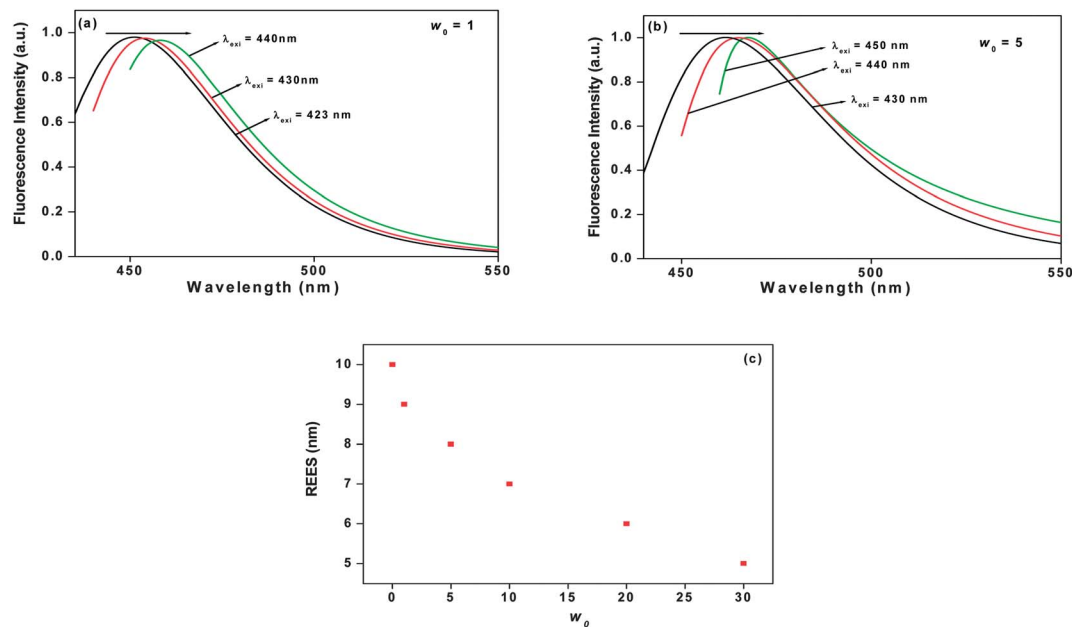 (a)
w₀ = 1
λexi = 440nm
λexi = 430nm
λexi = 423 nm
Fluorescence Intensity (a.u.)
1.0
0.8
0.6
0.4
0.2
0.0
450
500
550
Wavelength (nm)
(b)
w₀ = 5
λexi = 450 nm
λexi = 440 nm
λexi = 430 nm
Fluorescence Intensity (a.u.)
1.0
0.8
0.6
0.4
0.2
0.0
450
500
550
Wavelength (nm)
(c)
REES (nm)
10
9
8
7
6
5
0
5
10
15
20
25
30
w₀